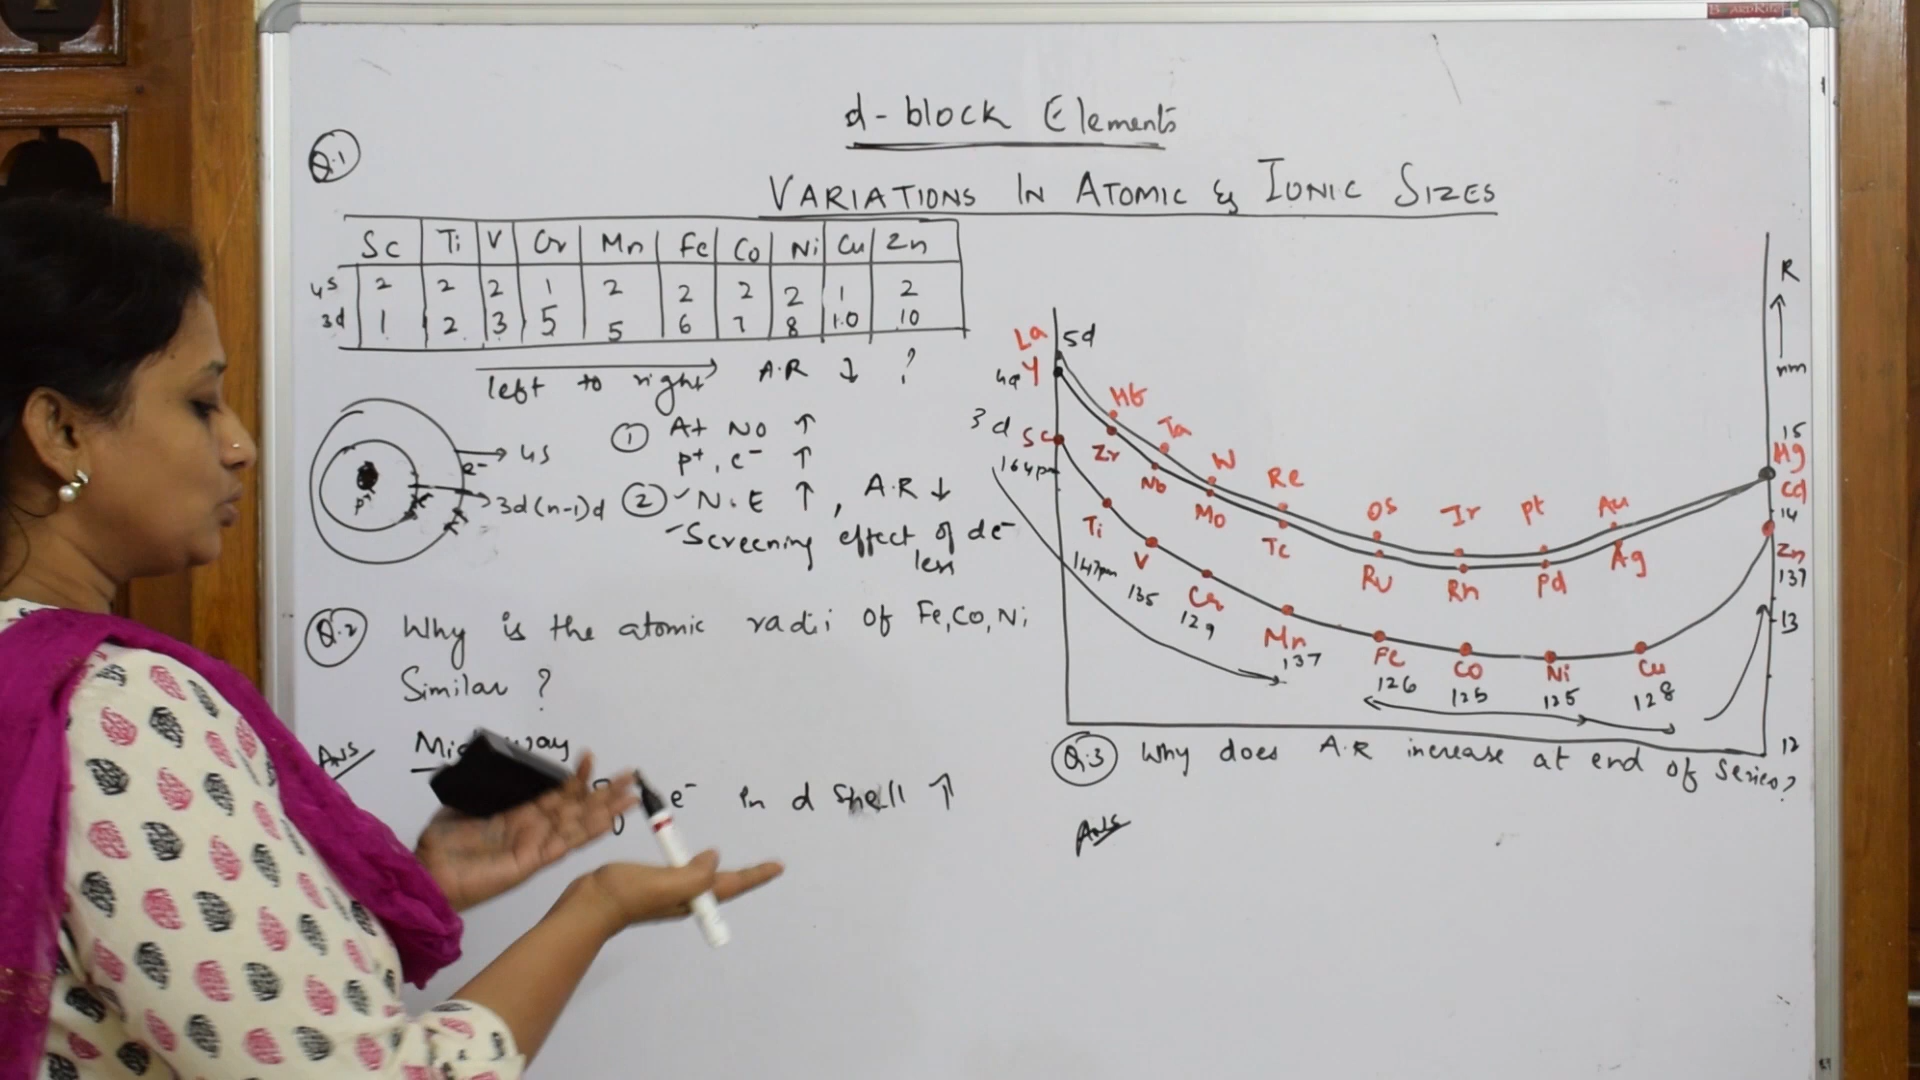 d-block Elements
VARIATIONS IN ATOMIC & IONIC SIZES
Q.1
Sc Ti V Cr Mn Fe Co Ni Cu Zn
4s 2 2 2 1 2 2 2 2 1 2
3d 1 2 3 5 5 6 7 8 10 10
left to right A.R ↓ ?
4s
e-
3d(n-1)d
p+
① At NO ↑
p+, e- ↑
② N.E ↑, A.R ↓
Screening effect of d e-
less
Q.2 Why is the atomic radii of Fe, Co, Ni
Similar ?
Ans
e- in d shell ↑
R
nm
15
14
13
12
5d
4d
3d
La
Y
Sc
164pm
Hf Ta W Re Os Ir Pt Au Hg
Zr Nb Mo Tc Ru Rh Pd Ag Cd
Ti V Cr Mn Fe Co Ni Cu Zn
147pm 135 129 137 126 125 125 128 137
Q.3 Why does A.R increase at end of series?
Ans